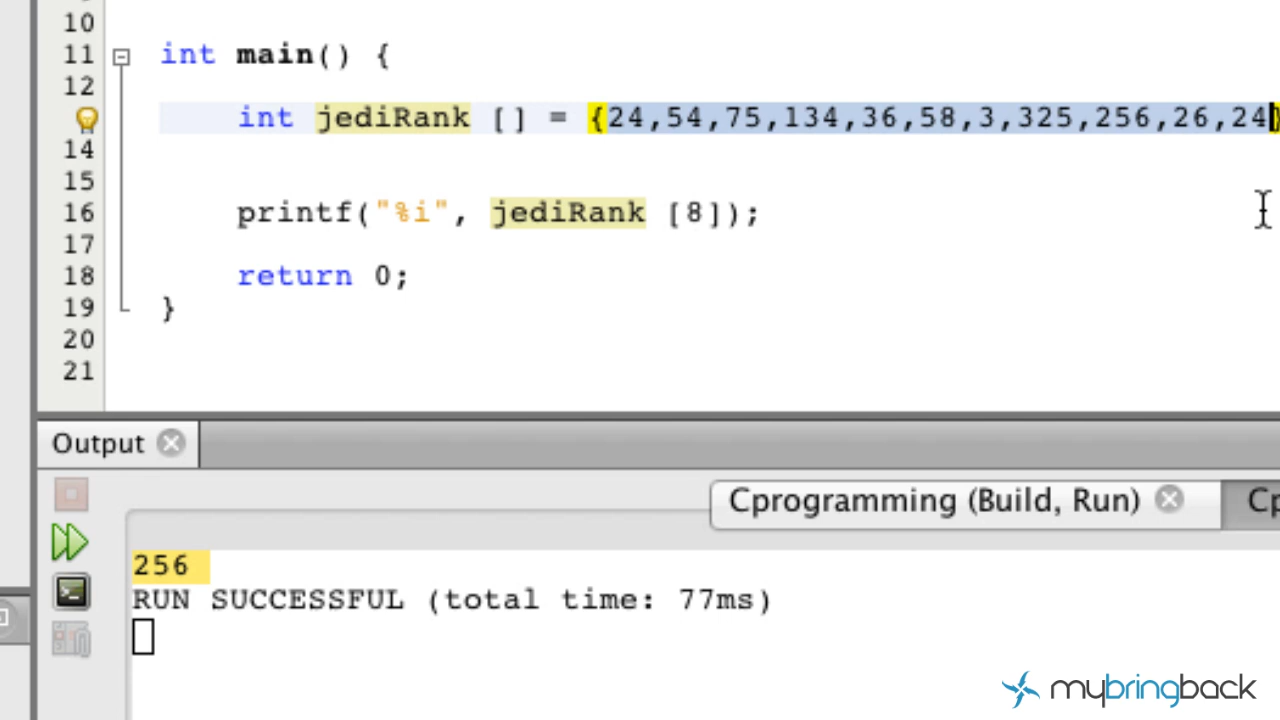 10
11 int main() {
12
int jediRank [] = {24,54,75,134,36,58,3,325,256,26,24}
14
15
16 printf("%i", jediRank [8]);
17
18 return 0;
19 }
20
21
Output
Cprogramming (Build, Run)
256
RUN SUCCESSFUL (total time: 77ms)
mybringback